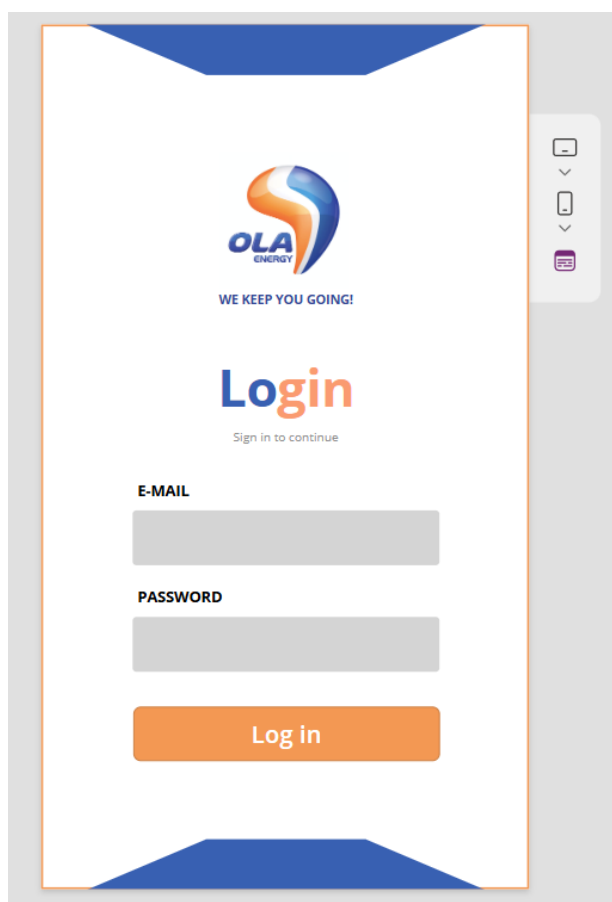 OLA
ENERGY
WE KEEP YOU GOING!
Login
Sign in to continue
E-MAIL
PASSWORD
Log in